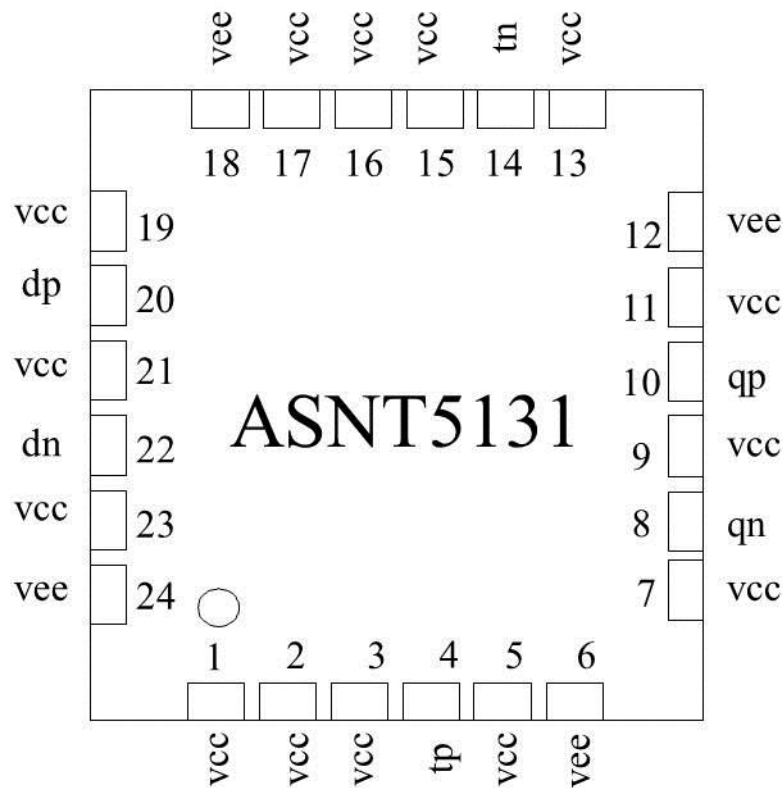 vee vcc vcc vcc tn vcc
18 17 16 15 14 13
vcc 19 12 vee
dp 20 11 vcc
vcc 21 10 qp
ASNT5131
dn 22 9 vcc
vcc 23 8 qn
vee 24 7 vcc
1 2 3 4 5 6
vcc vcc vcc tp vcc vee